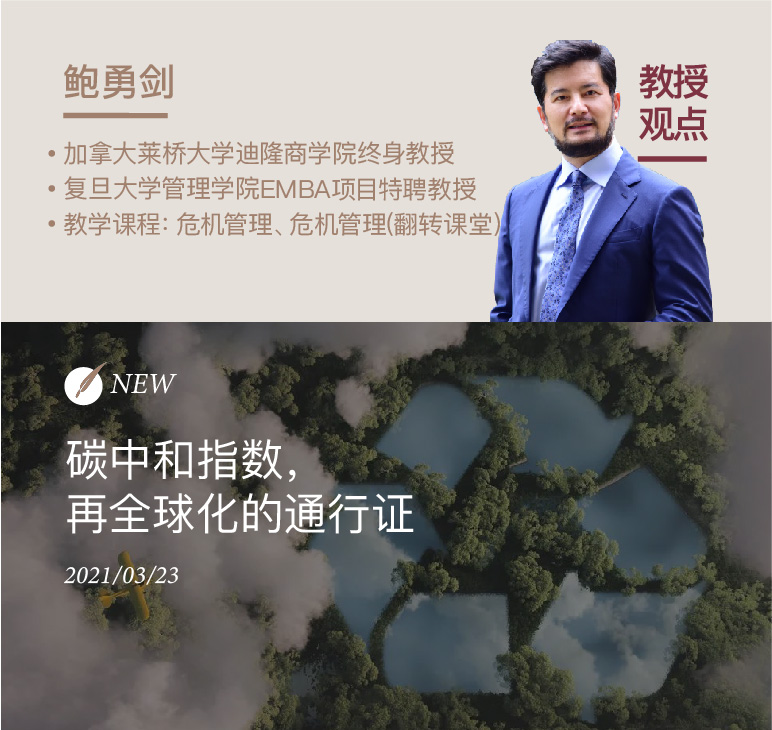 鲍勇剑
教授
观点
• 加拿大莱桥大学迪隆商学院终身教授
• 复旦大学管理学院EMBA项目特聘教授
• 教学课程：危机管理、危机管理(翻转课堂)
NEW
碳中和指数，
再全球化的通行证
2021/03/23